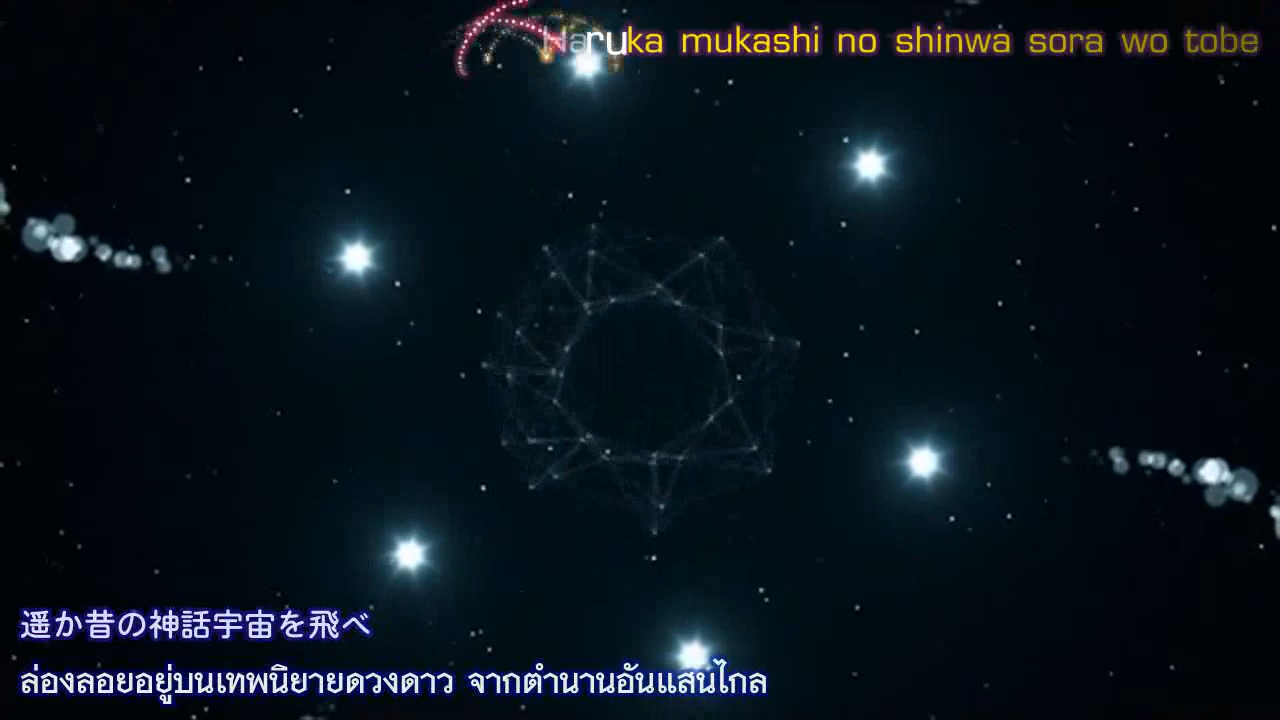 Haruka mukashi no shinwa sora wo tobe
遥か昔の神話宇宙を飛べ
ล่องลอยอยู่บนเทพนิยายดวงดาว จากตำนานอันแสนไกล